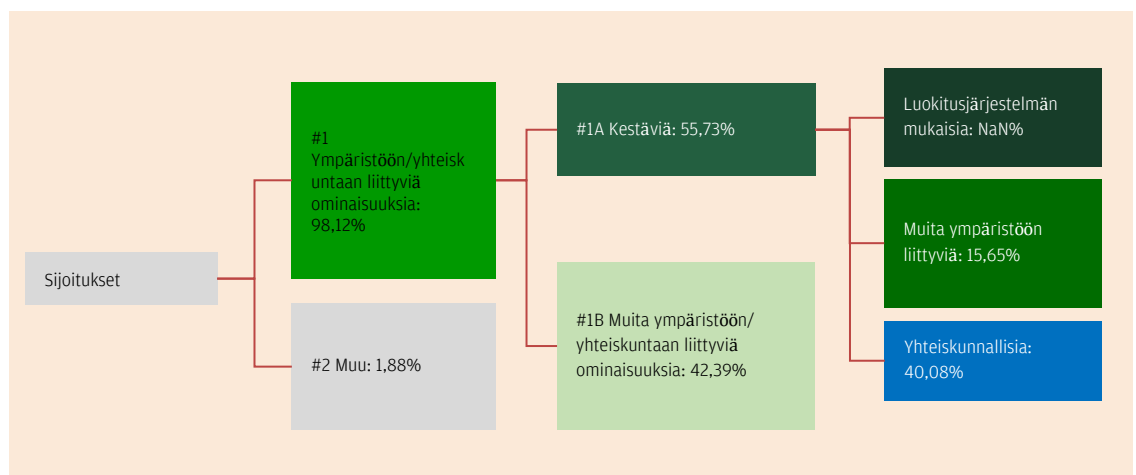 Sijoitukset
#1
Ympäristöön/yhteisk
untaan liittyviä
ominaisuuksia:
98,12%
#2 Muu: 1,88%
#1A Kestäviä: 55,73%
#1B Muita ympäristöön/
yhteiskuntaan liittyviä
ominaisuuksia: 42,39%
Luokitusjärjestelmän
mukaisia: NaN%
Muita ympäristöön
liittyviä: 15,65%
Yhteiskunnallisia:
40,08%